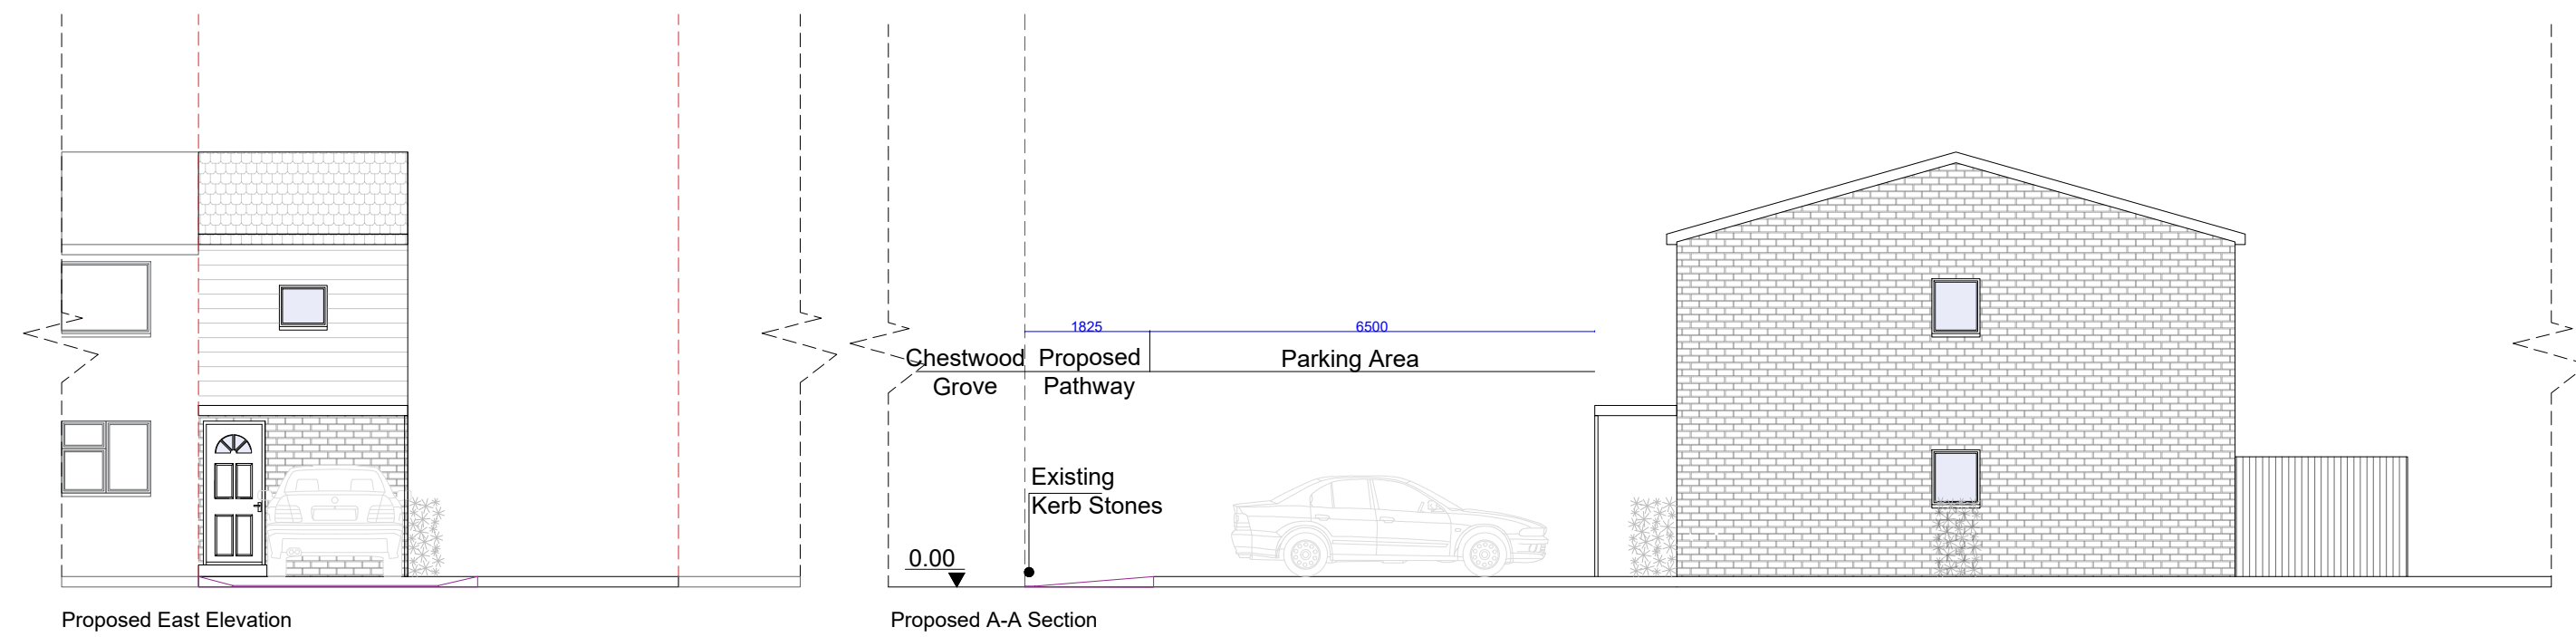 1825
6500
Chestwood
Grove
Proposed
Pathway
Parking Area
Existing
Kerb Stones
0.00
Proposed East Elevation
Proposed A-A Section